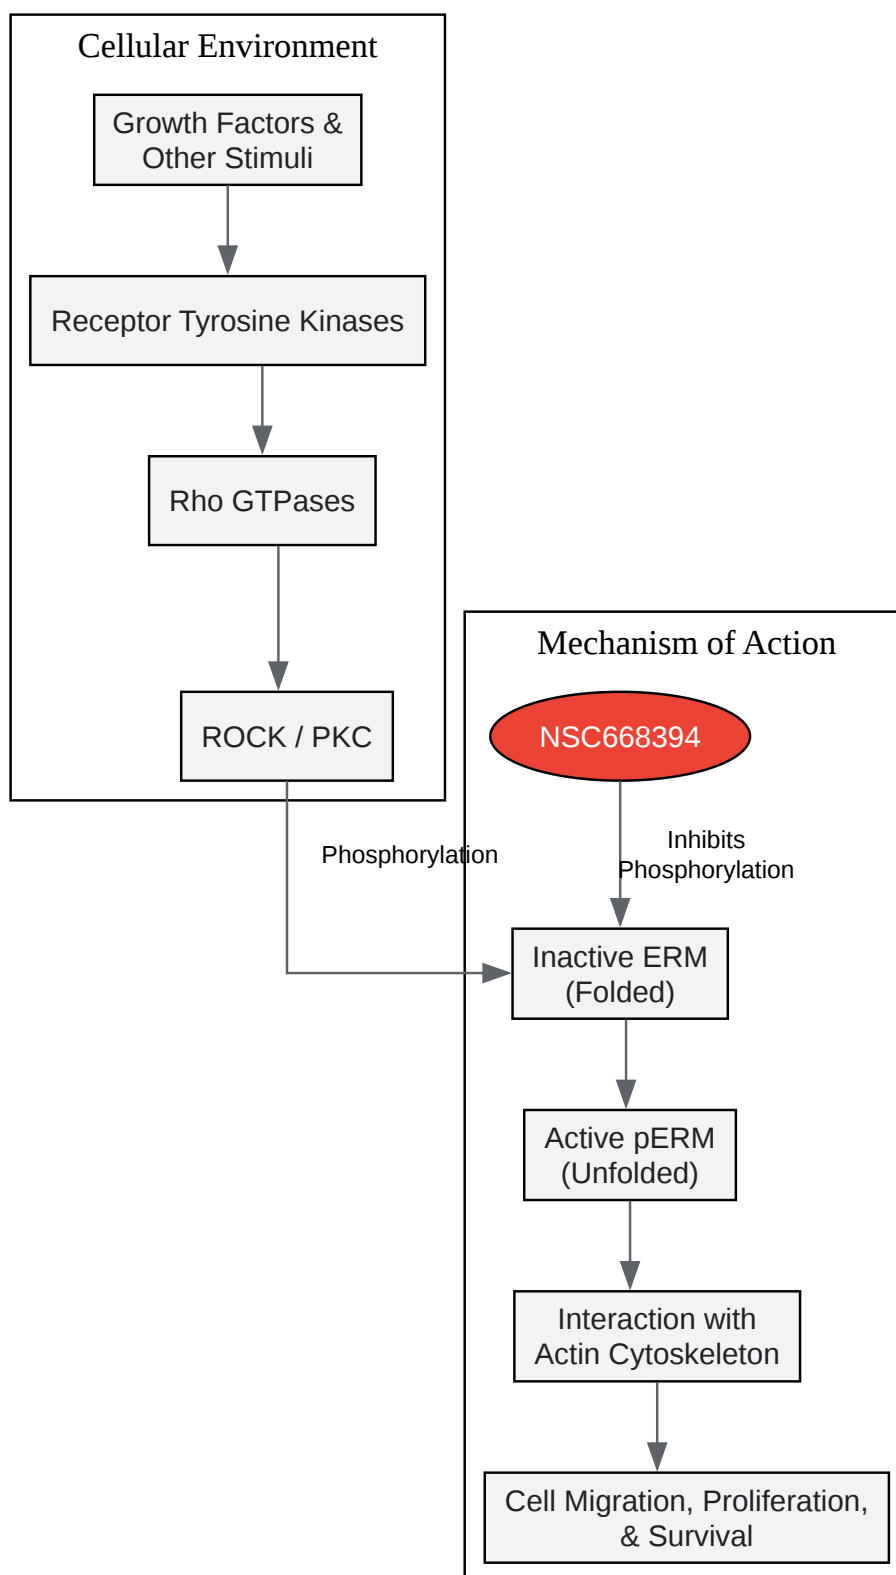 Cellular Environment
Growth Factors &
Other Stimuli
Receptor Tyrosine Kinases
Rho GTPases
ROCK / PKC
Phosphorylation
Mechanism of Action
NSC668394
Inhibits
Phosphorylation
Inactive ERM
(Folded)
Active pERM
(Unfolded)
Interaction with
Actin Cytoskeleton
Cell Migration, Proliferation,
& Survival